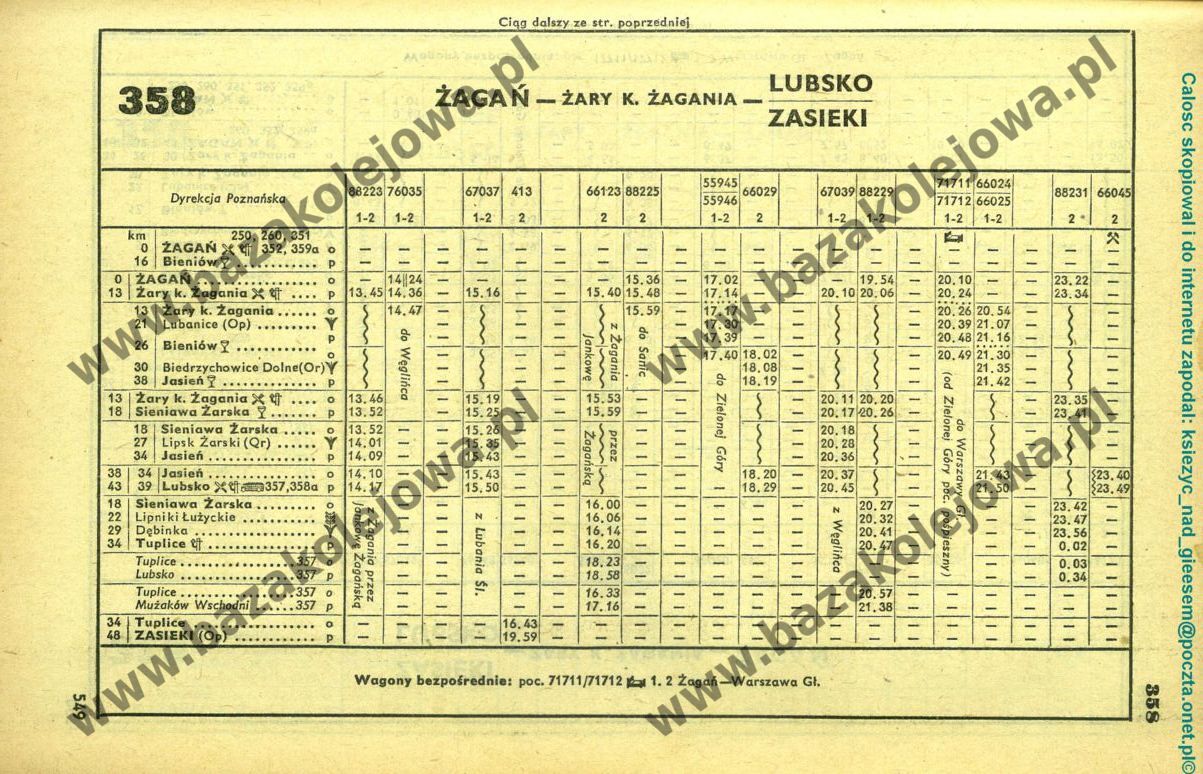 Ciąg dalszy ze str. poprzedniej
358 ŻAGAŃ — ŻARY K. ŻAGANIA — LUBSKO
ZASIEKI
Dyrekcja Poznańska 88223 76035 67037 413 66123 88225 55945 66029 67039 88229 71711 66024 88231 66045
55946 71712 66025
1-2 1-2 1-2 2 2 2 1-2 2 1-2 1-2 1-2 1-2 2 2
km 250, 260, 351
0 ŻAGAŃ 352, 359a o — — — — — — — — — — — — — —
16 Bieniów p — — — — — — — — — — — — — —
0 ŻAGAŃ o — 14 24 — — — 15.36 17.02 — — 19.54 20.10 — 23.22 —
13 Żary k. Żagania p 13.45 14.36 15.16 — 15.40 15.48 17.14 — 20.10 20.06 20.24 — 23.34 —
13 Żary k. Żagania o 14.47 15.59 17.17 20.26 20.54
21 Lubanice (Op) 17.30 20.39 21.07
26 Bieniów p 17.39 20.48 21.16
o 17.40 18.02 20.49 21.30
30 Biedrzychowice Dolne(Or) 18.08 21.35
38 Jasień p 18.19 21.42
13 Żary k. Żagania o 13.46 15.19 15.53 20.11 20.20 23.35
18 Sieniawa Żarska p 13.52 15.25 15.59 20.17 20.26 23.41
18 Sieniawa Żarska o 13.52 15.26 20.18
27 Lipsk Żarski (Qr) 14.01 15.35 20.28
34 Jasień p 14.09 15.43 20.36
38 34 Jasień o 14.10 15.43 18.20 20.37 21.43 23.40
43 39 Lubsko 357,358a p 14.17 15.50 18.29 20.45 21.50 23.49
18 Sieniawa Żarska o 16.00 20.27 23.42
22 Lipniki Łużyckie 16.06 20.32 23.47
29 Dębinka 16.14 20.41 23.56
34 Tuplice p 16.20 20.47 0.02
Tuplice 357 o 18.23 0.03
Lubsko 357 p 18.58 0.34
Tuplice 357 o 16.33 20.57
Mużaków Wschodni 357 p 17.16 21.38
34 Tuplice o 16.43
48 ZASIEKI (Op) p 19.59
z Żagania przez
Jankowę Żagańską
do Węglińca
z Lubania Śl.
z Żagania
Jankowę
przez
Żagańską
do Sanic
do Zielonej Góry
z Węglińca
do Warszawy Gł.
(od Zielonej Góry poc. pośpieszny)
Wagony bezpośrednie: poc. 71711/71712 1. 2 Żagań—Warszawa Gł.
549
358
Calosc skopiowal i do internetu zapodal: ksiezyc_nad_gieesem@poczta.onet.pl©
www.bazakolejowa.pl
www.bazakolejowa.pl
www.bazakolejowa.pl
www.bazakolejowa.pl